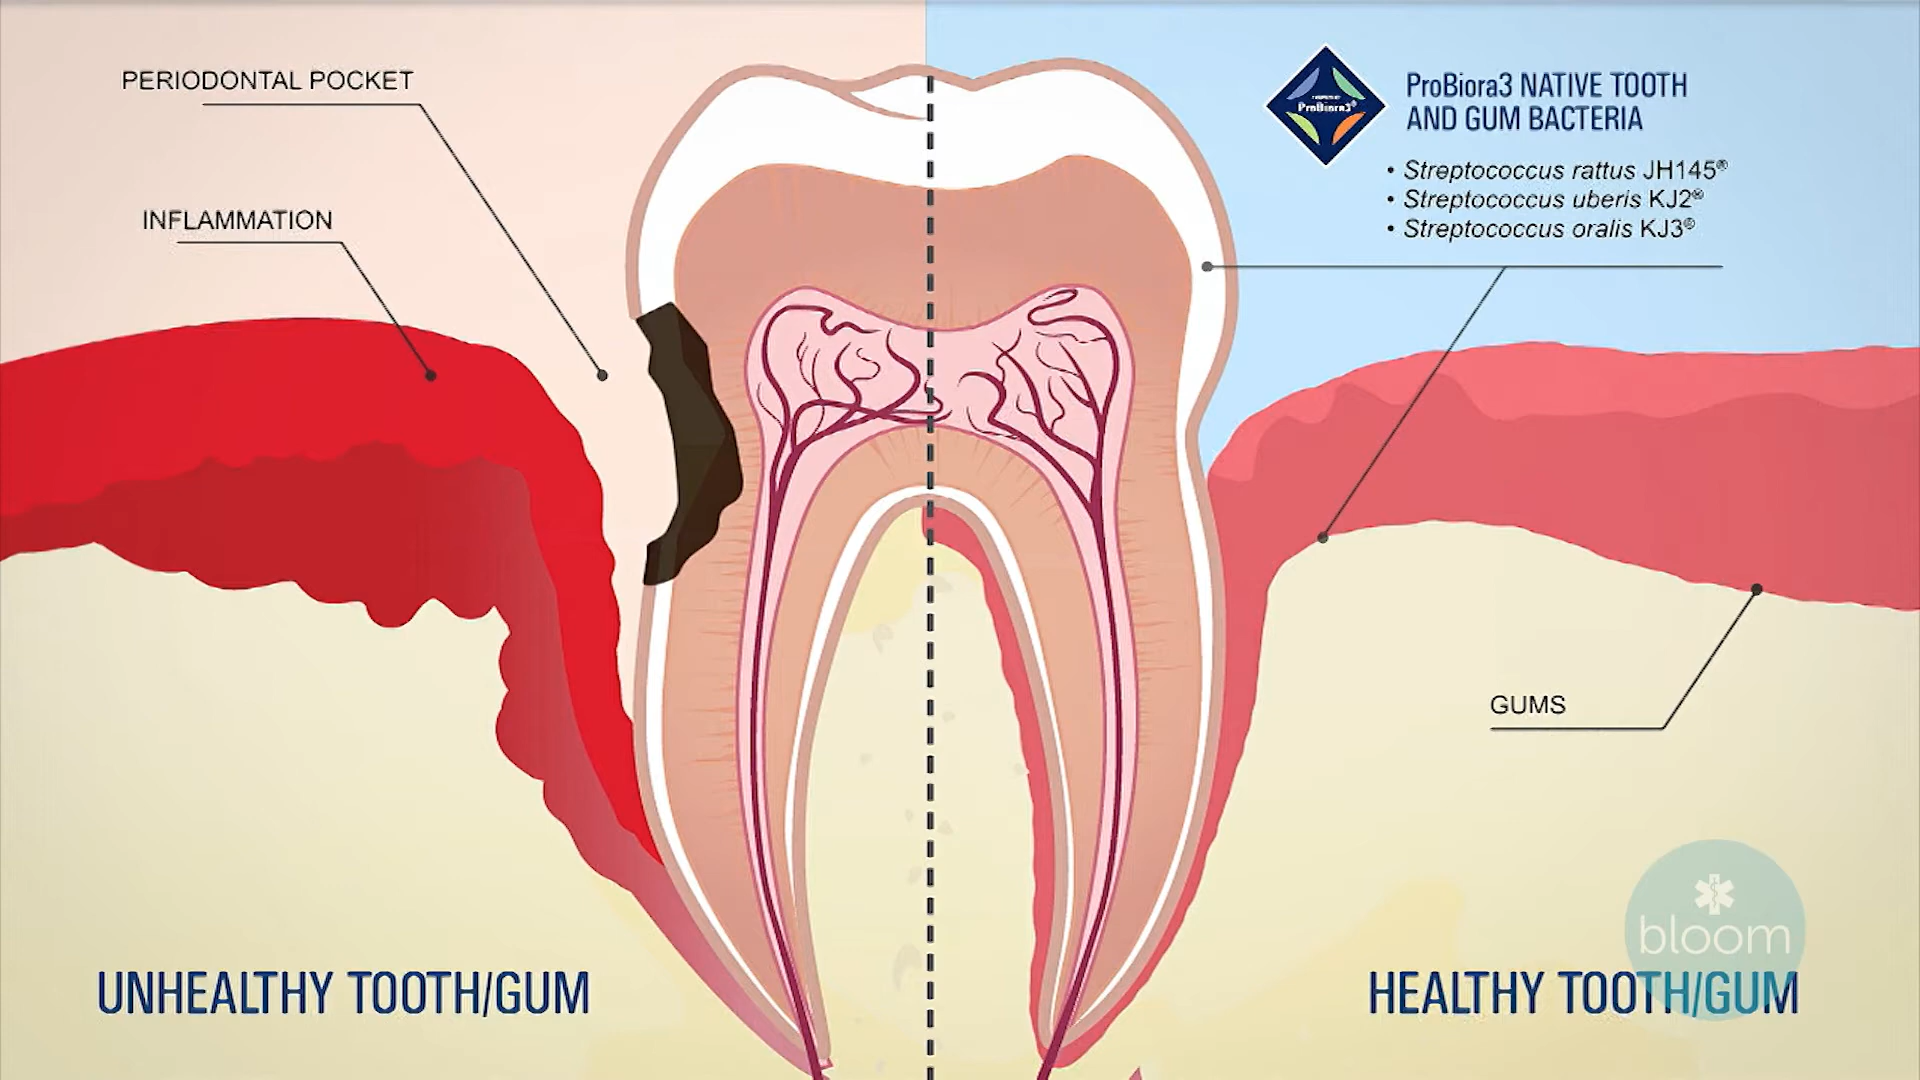 PERIODONTAL POCKET
INFLAMMATION
ProBiora3®
ProBiora3 NATIVE TOOTH
AND GUM BACTERIA
• Streptococcus rattus JH145®
• Streptococcus uberis KJ2®
• Streptococcus oralis KJ3®
GUMS
bloom
UNHEALTHY TOOTH/GUM
HEALTHY TOOTH/GUM